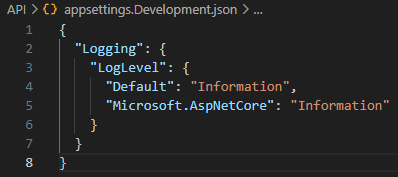 API > {} appsettings.Development.json > ...
1 {
2   "Logging": {
3     "LogLevel": {
4       "Default": "Information",
5       "Microsoft.AspNetCore": "Information"
6     }
7   }
8 }